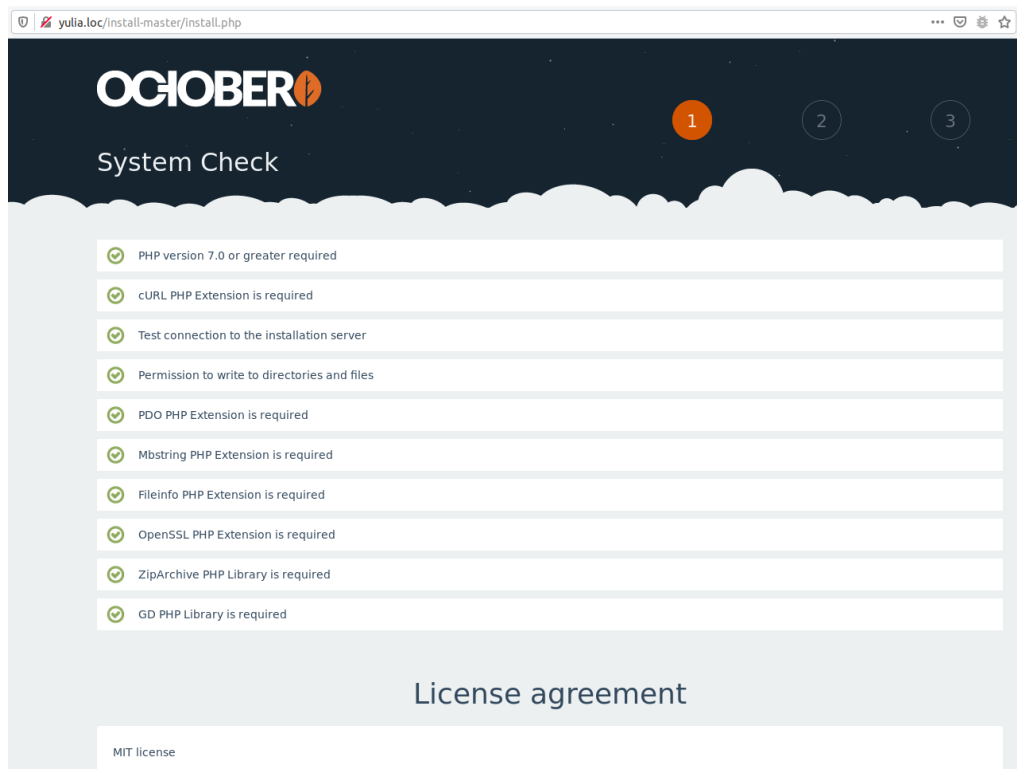 yulia.loc/install-master/install.php
OCTOBER
1
2
3
System Check
PHP version 7.0 or greater required
cURL PHP Extension is required
Test connection to the installation server
Permission to write to directories and files
PDO PHP Extension is required
Mbstring PHP Extension is required
Fileinfo PHP Extension is required
OpenSSL PHP Extension is required
ZipArchive PHP Library is required
GD PHP Library is required
License agreement
MIT license